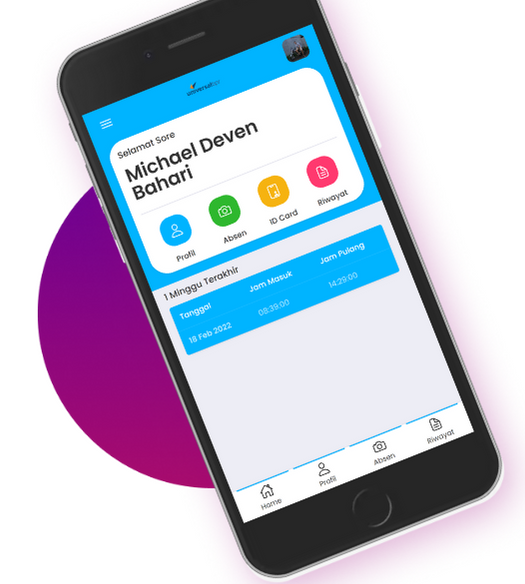 universalbpr
Selamat Sore
Michael Deven
Bahari
Profil
Absen
ID Card
Riwayat
1 Minggu Terakhir
Tanggal Jam Masuk Jam Pulang
18 Feb 2022 08:39:00 14:29:00
Home
Profil
Absen
Riwayat